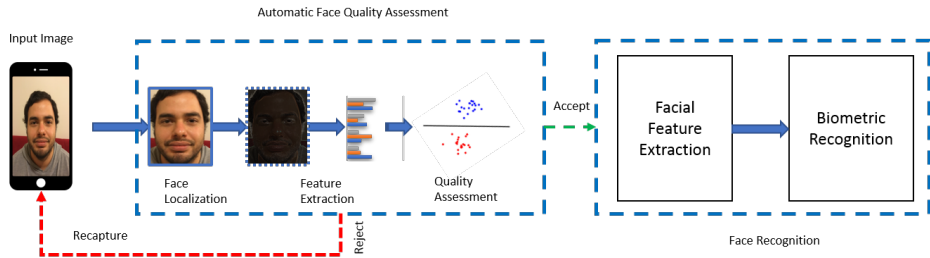 Automatic Face Quality Assessment
Input Image
Face
Localization
Feature
Extraction
Quality
Assessment
Accept
Facial
Feature
Extraction
Biometric
Recognition
Recapture
Reject
Face Recognition